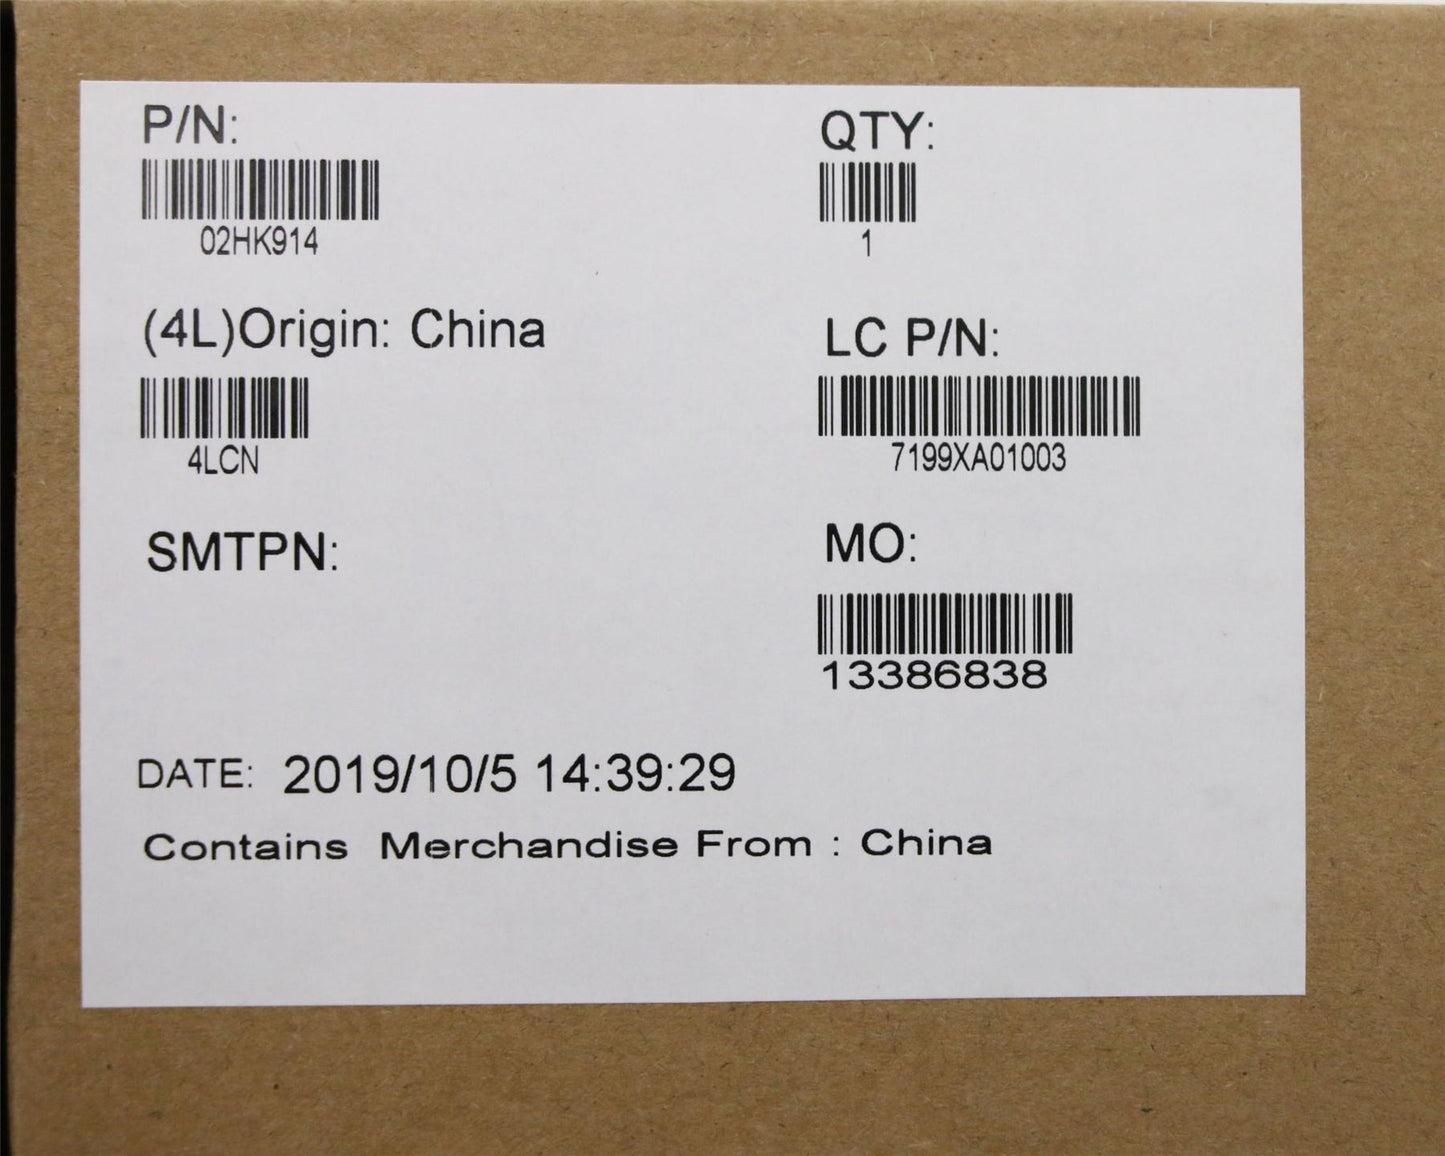 P/N:
QTY:
02HK914
1
(4L)Origin: China
LC P/N:
4LCN
7199XA01003
SMTPN:
MO:
13386838
DATE: 2019/10/5 14:39:29
Contains Merchandise From : China